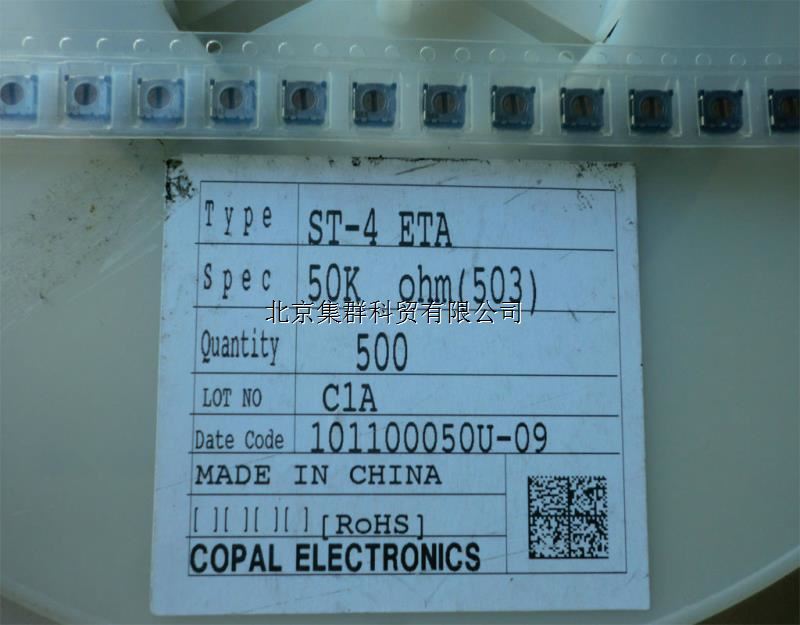 Type ST-4 ETA
Spec 50K ohm(503)
北京集群科贸有限公司
Quantity 500
LOT NO C1A
Date Code 101100050U-09
MADE IN CHINA
[ ][ ][ ][ ][RoHS]
COPAL ELECTRONICS